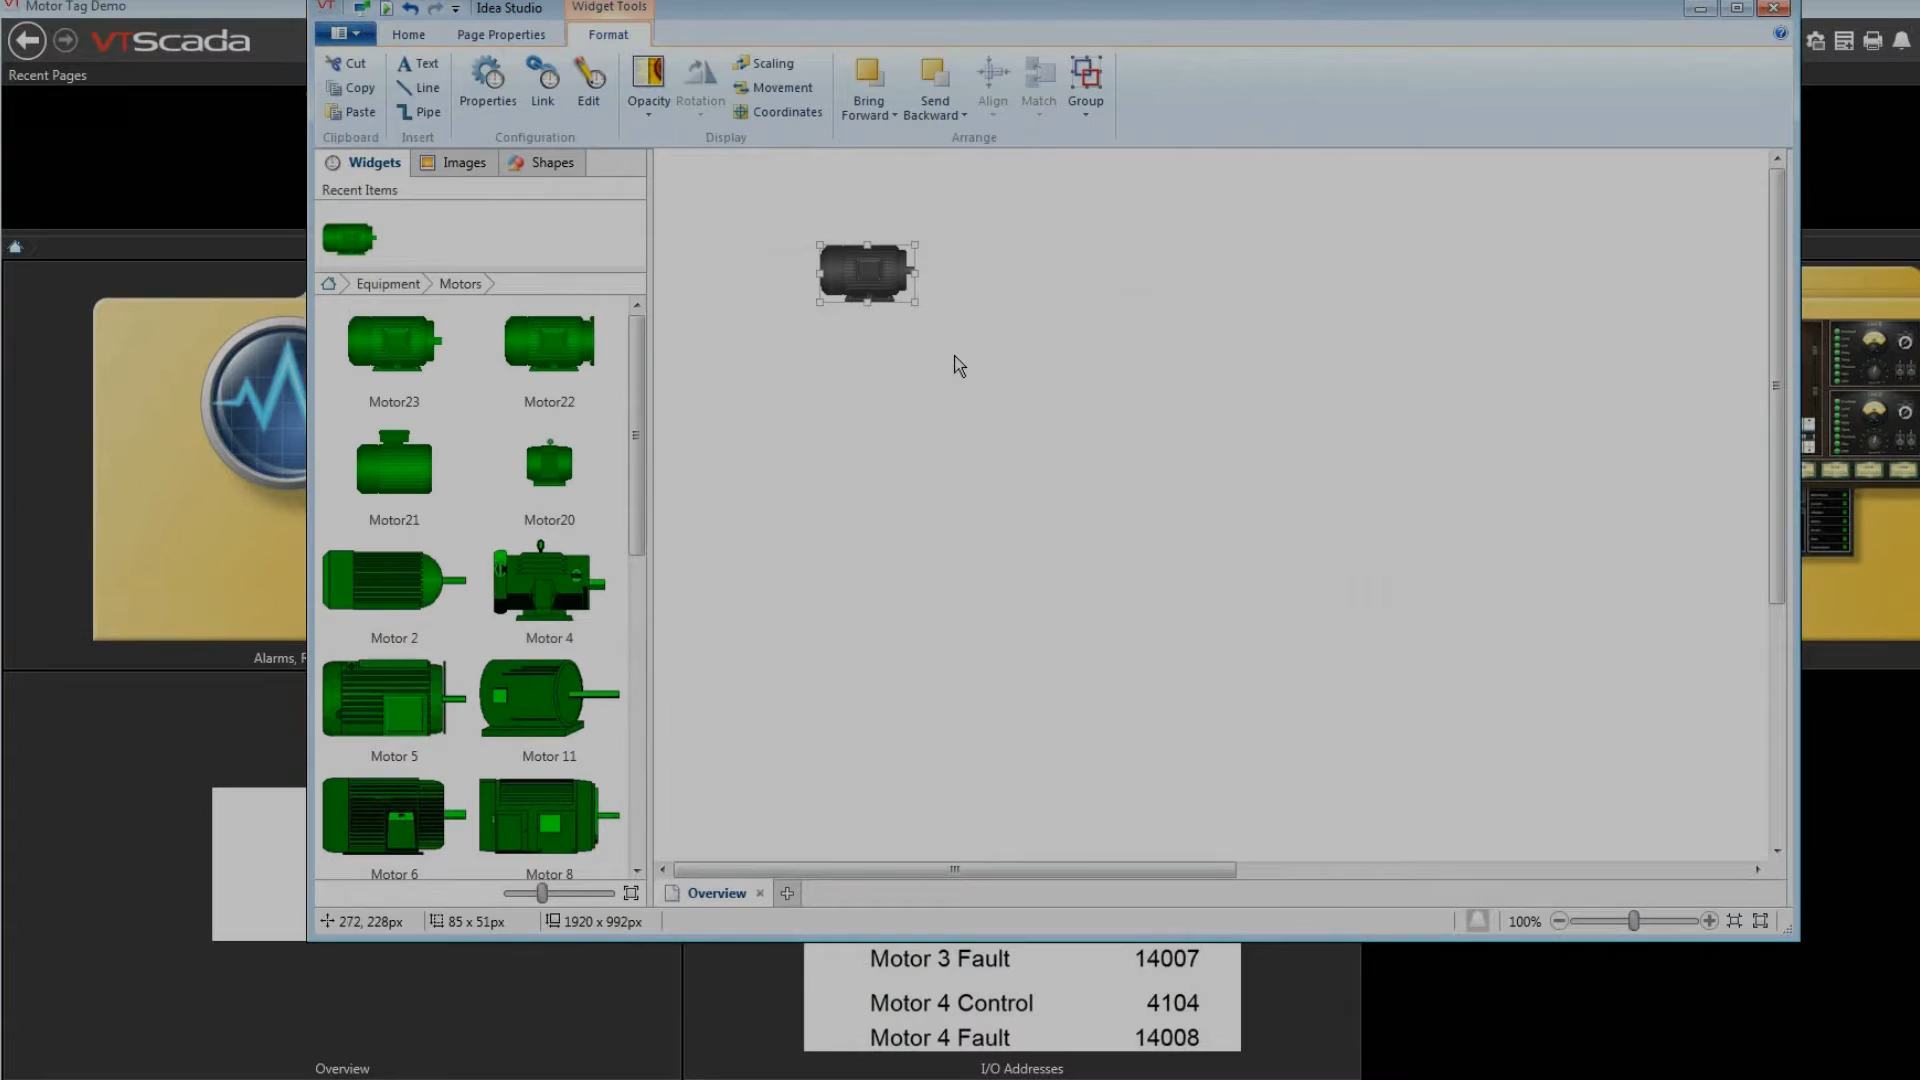 Motor Tag Demo
VTScada
Recent Pages
Idea Studio
Widget Tools
Home
Page Properties
Format
Cut
Copy
Paste
Clipboard
Text
Line
Pipe
Insert
Properties
Link
Edit
Configuration
Opacity
Rotation
Scaling
Movement
Coordinates
Display
Bring Forward
Send Backward
Align
Match
Group
Arrange
Widgets
Images
Shapes
Recent Items
Equipment
Motors
Motor23
Motor22
Motor21
Motor20
Motor 2
Motor 4
Motor 5
Motor 11
Motor 6
Motor 8
Overview
272, 228px
85 x 51px
1920 x 992px
100%
Alarms, R
Motor 3 Fault 14007
Motor 4 Control 4104
Motor 4 Fault 14008
Overview
I/O Addresses